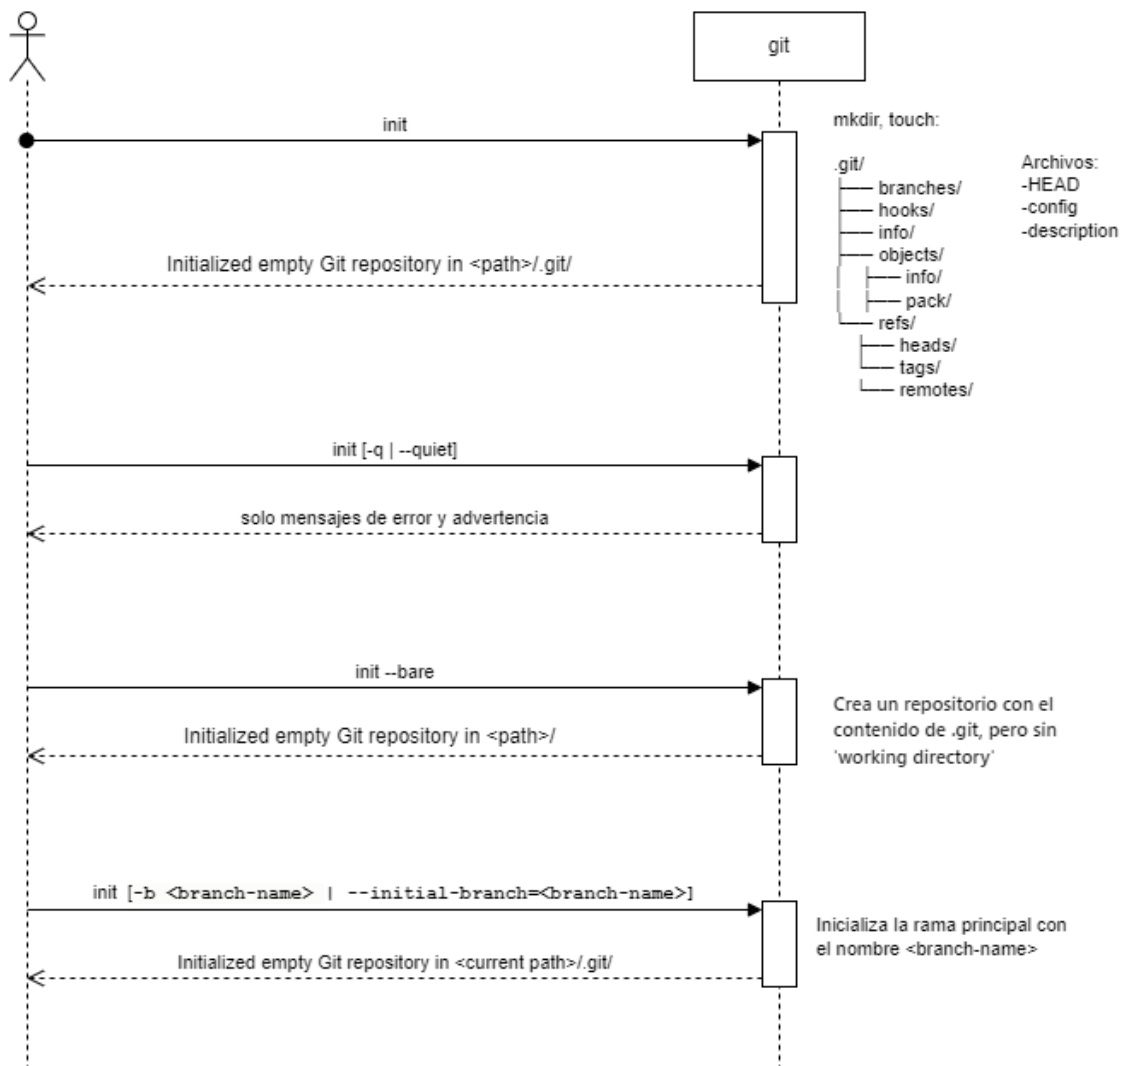 git
init
mkdir, touch:
.git/
branches/
hooks/
info/
objects/
info/
pack/
refs/
heads/
tags/
remotes/
Archivos:
-HEAD
-config
-description
Initialized empty Git repository in <path>/.git/
init [-q | --quiet]
solo mensajes de error y advertencia
init --bare
Initialized empty Git repository in <path>/
Crea un repositorio con el
contenido de .git, pero sin
'working directory'
init [-b <branch-name> | --initial-branch=<branch-name>]
Initialized empty Git repository in <current path>/.git/
Inicializa la rama principal con
el nombre <branch-name>